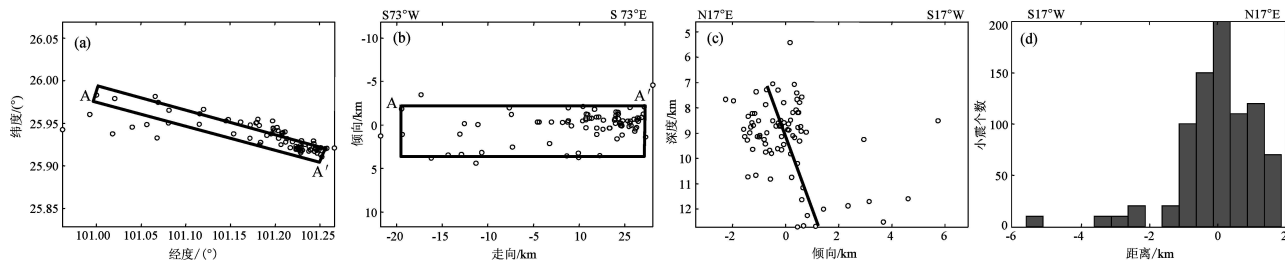 (a)
26.05
26.00
25.95
25.90
25.85
纬度/(°)
A
A′
101.00 101.05 101.10 101.15 101.20 101.25
经度/(°)
S73°W S 73°E
(b)
-10
-5
0
5
10
倾向/km
A A′
-20 -15 -10 -5 10 25
走向/km
N17°E S17°W
(c)
5
6
7
8
9
10
11
12
深度/km
-2 0 2 4 6
倾向/km
S17°W N17°E
(d)
200
150
100
50
0
小震个数
-6 -4 -2 0 2
距离/km